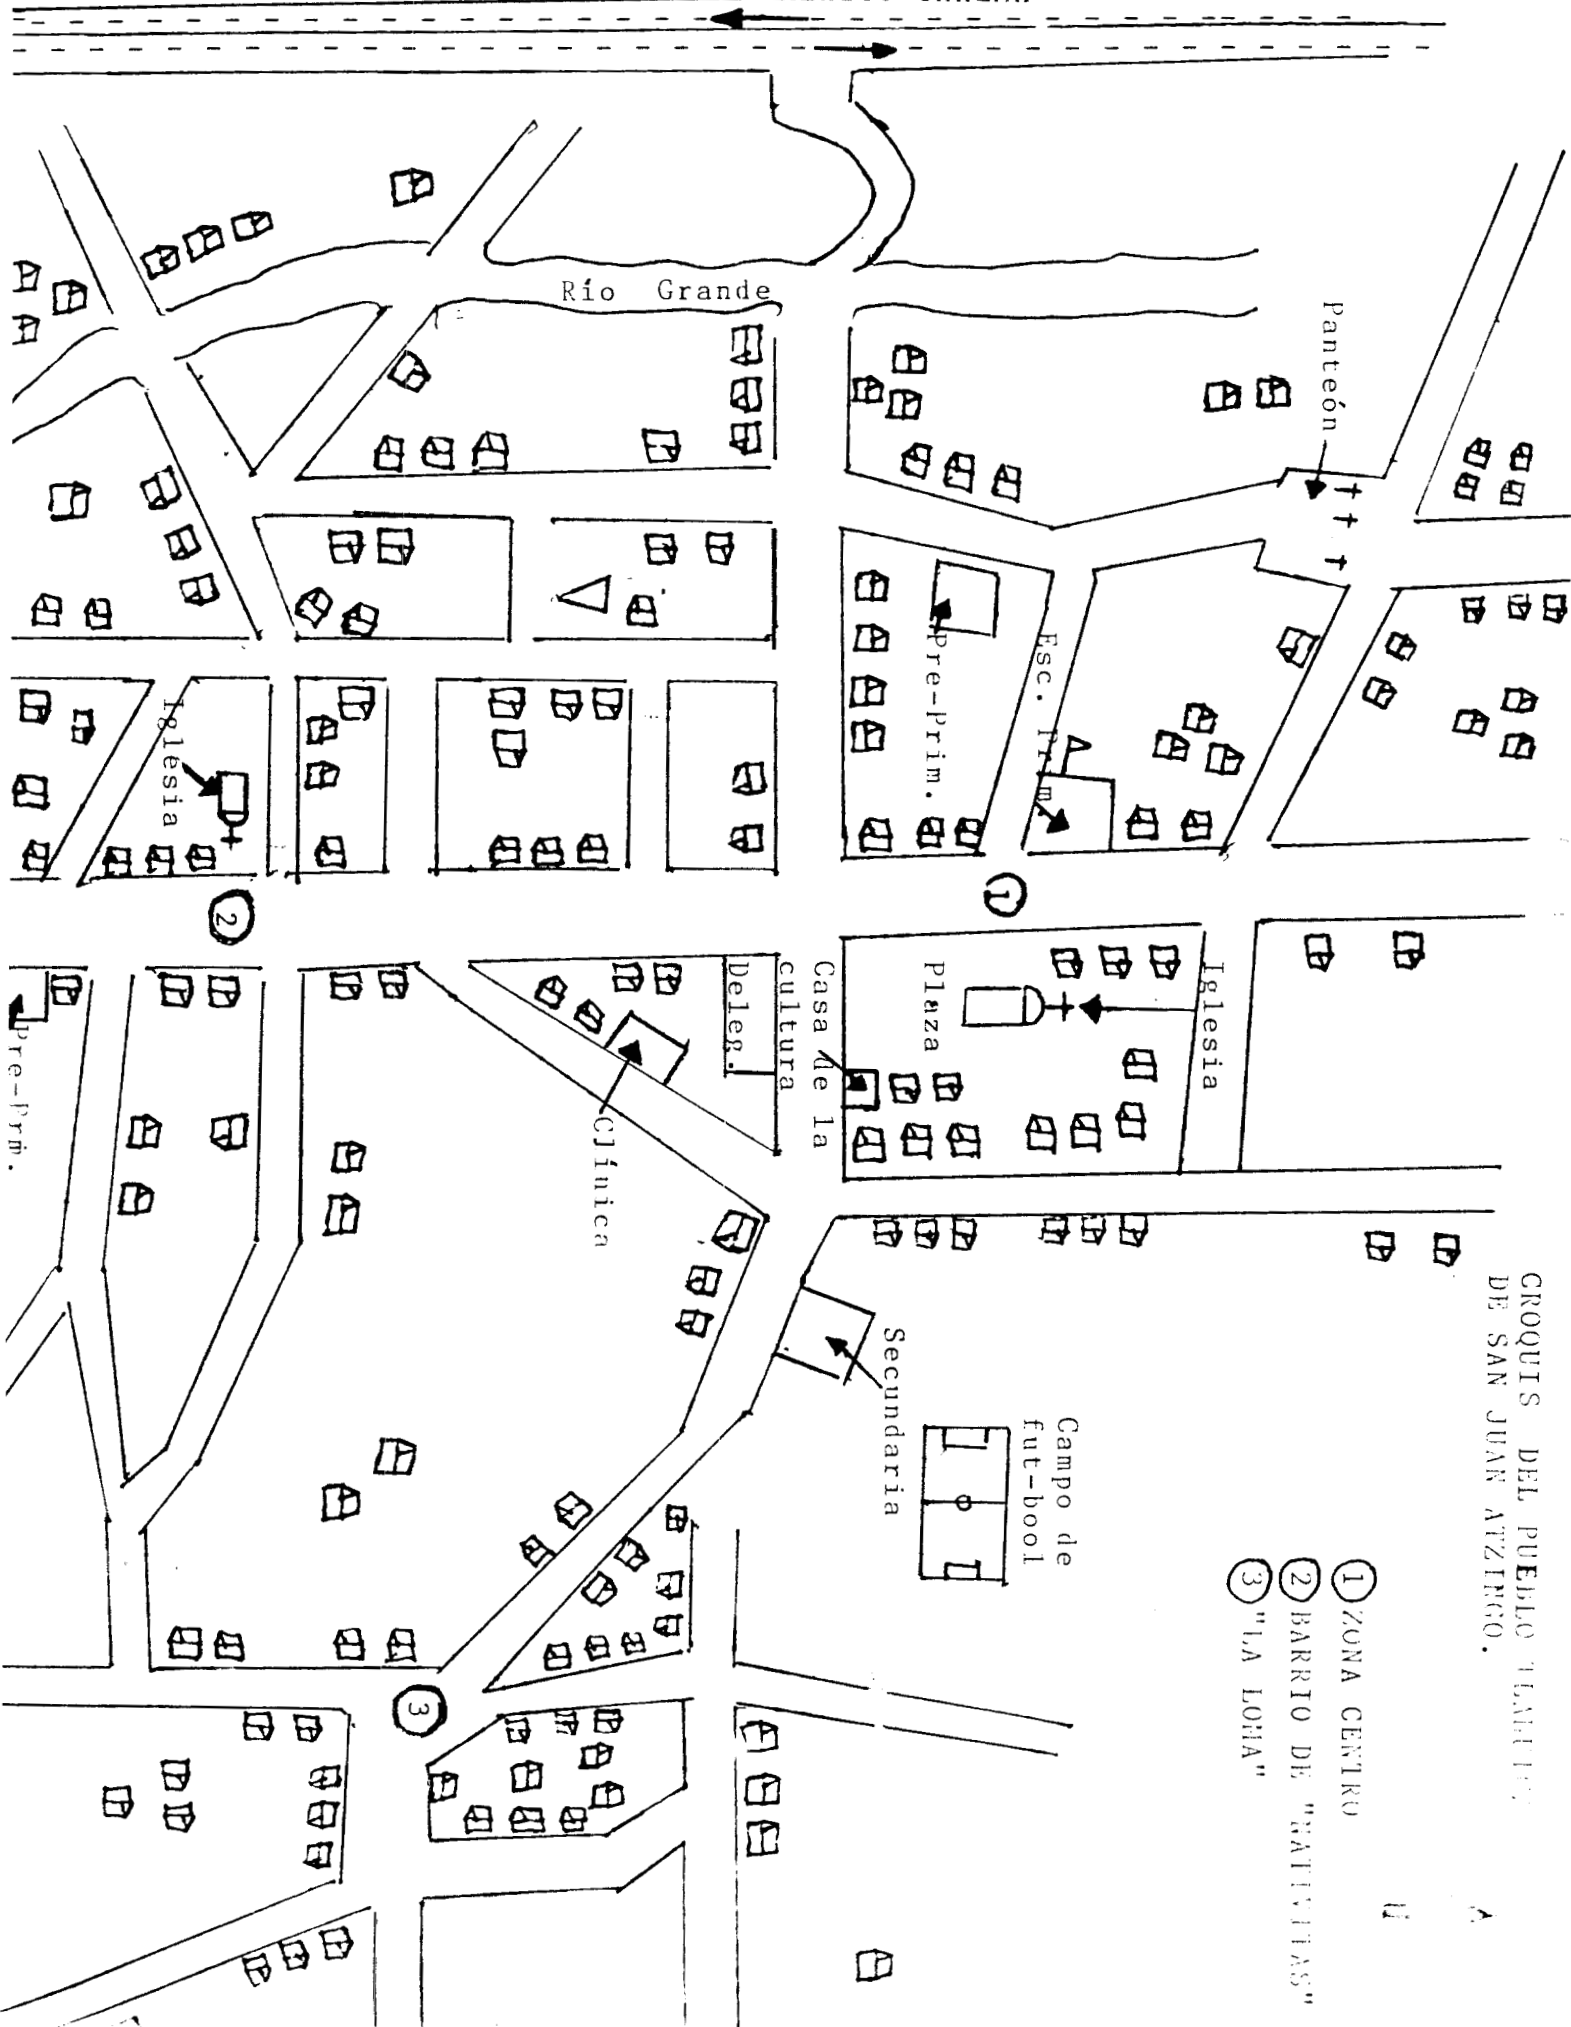 CROQUIS DEL PUEBLO
DE SAN JUAN ATZINGO.
1 ZONA CENTRO
2 BARRIO DE "NATIVITAS"
3 "LA LOMA"
Río Grande
Panteón
Pre-Prim.
Esc. Prim
Iglesia
1
2
Iglesia
Plaza
Casa de la
cultura
Deleg.
Clínica
Pre-Prm.
Secundaria
Campo de
fut-bool
3
N